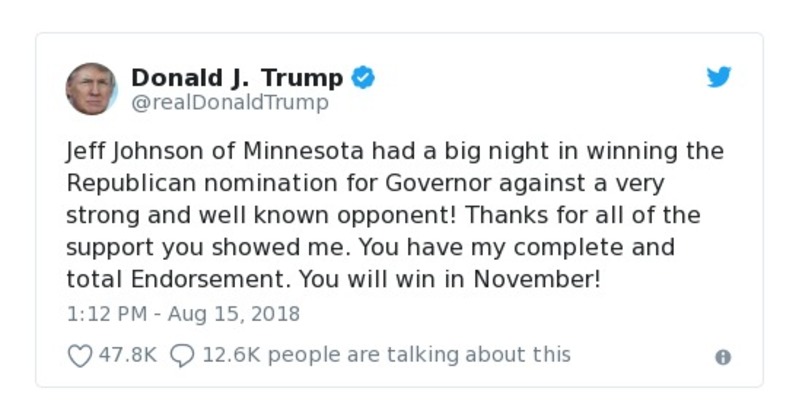 Donald J. Trump
@realDonaldTrump
Jeff Johnson of Minnesota had a big night in winning the
Republican nomination for Governor against a very
strong and well known opponent! Thanks for all of the
support you showed me. You have my complete and
total Endorsement. You will win in November!
1:12 PM - Aug 15, 2018
47.8K 12.6K people are talking about this